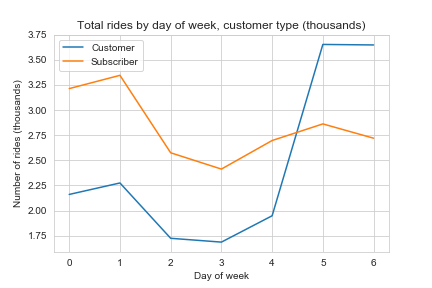 Total rides by day of week, customer type (thousands)
Customer
Subscriber
Number of rides (thousands)
3.75
3.50
3.25
3.00
2.75
2.50
2.25
2.00
1.75
0 1 2 3 4 5 6
Day of week